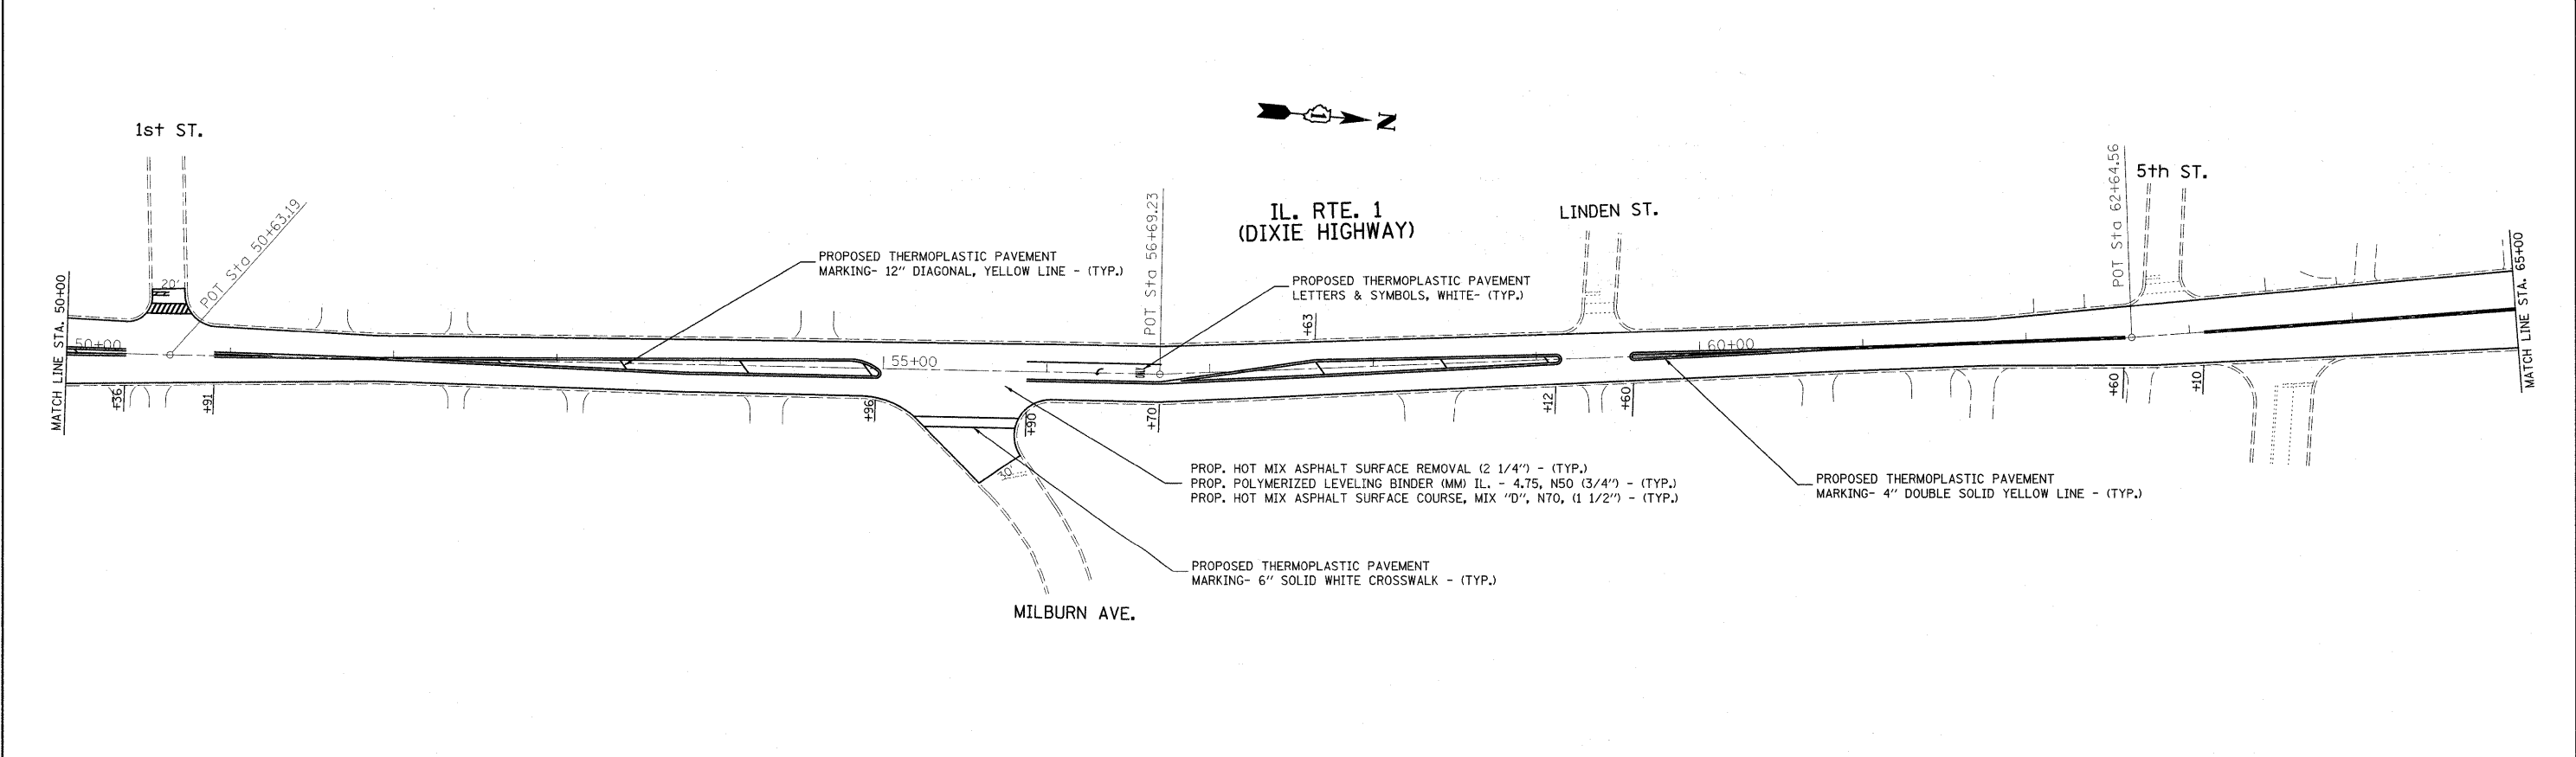 1st ST.
20'
POT Sta 50+63.19
MATCH LINE STA. 50+00
50+00
+36
+91
PROPOSED THERMOPLASTIC PAVEMENT
MARKING- 12" DIAGONAL, YELLOW LINE - (TYP.)
55+00
+96
+90
30'
1
N
POT Sta 56+69.23
IL. RTE. 1
(DIXIE HIGHWAY)
PROPOSED THERMOPLASTIC PAVEMENT
LETTERS & SYMBOLS, WHITE- (TYP.)
+63
+70
LINDEN ST.
+12
+60
60+00
POT Sta 62+64.56
5th ST.
+60
+10
MATCH LINE STA. 65+00
PROP. HOT MIX ASPHALT SURFACE REMOVAL (2 1/4") - (TYP.)
PROP. POLYMERIZED LEVELING BINDER (MM) IL. - 4.75, N50 (3/4") - (TYP.)
PROP. HOT MIX ASPHALT SURFACE COURSE, MIX "D", N70, (1 1/2") - (TYP.)
PROPOSED THERMOPLASTIC PAVEMENT
MARKING- 4" DOUBLE SOLID YELLOW LINE - (TYP.)
PROPOSED THERMOPLASTIC PAVEMENT
MARKING- 6" SOLID WHITE CROSSWALK - (TYP.)
MILBURN AVE.